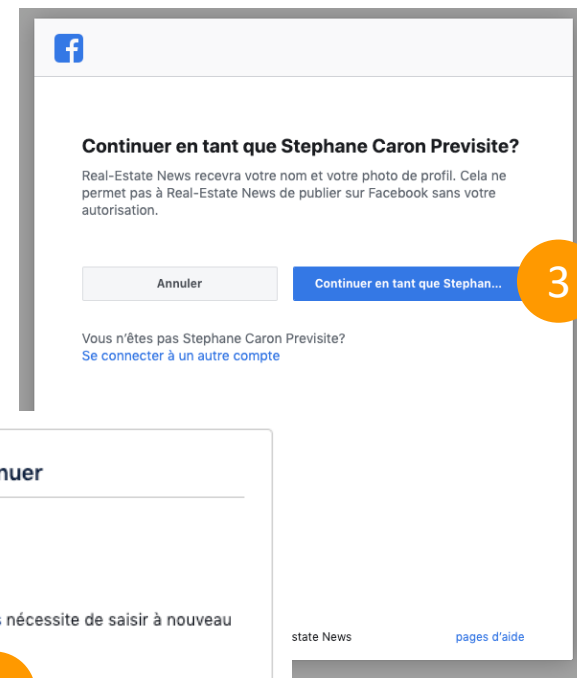 Continuer en tant que Stephane Caron Previsite?
Real-Estate News recevra votre nom et votre photo de profil. Cela ne
permet pas à Real-Estate News de publier sur Facebook sans votre
autorisation.
Annuler
Continuer en tant que Stephan...
3
Vous n'êtes pas Stephane Caron Previsite?
Se connecter à un autre compte
nécessite de saisir à nouveau
state News
pages d'aide